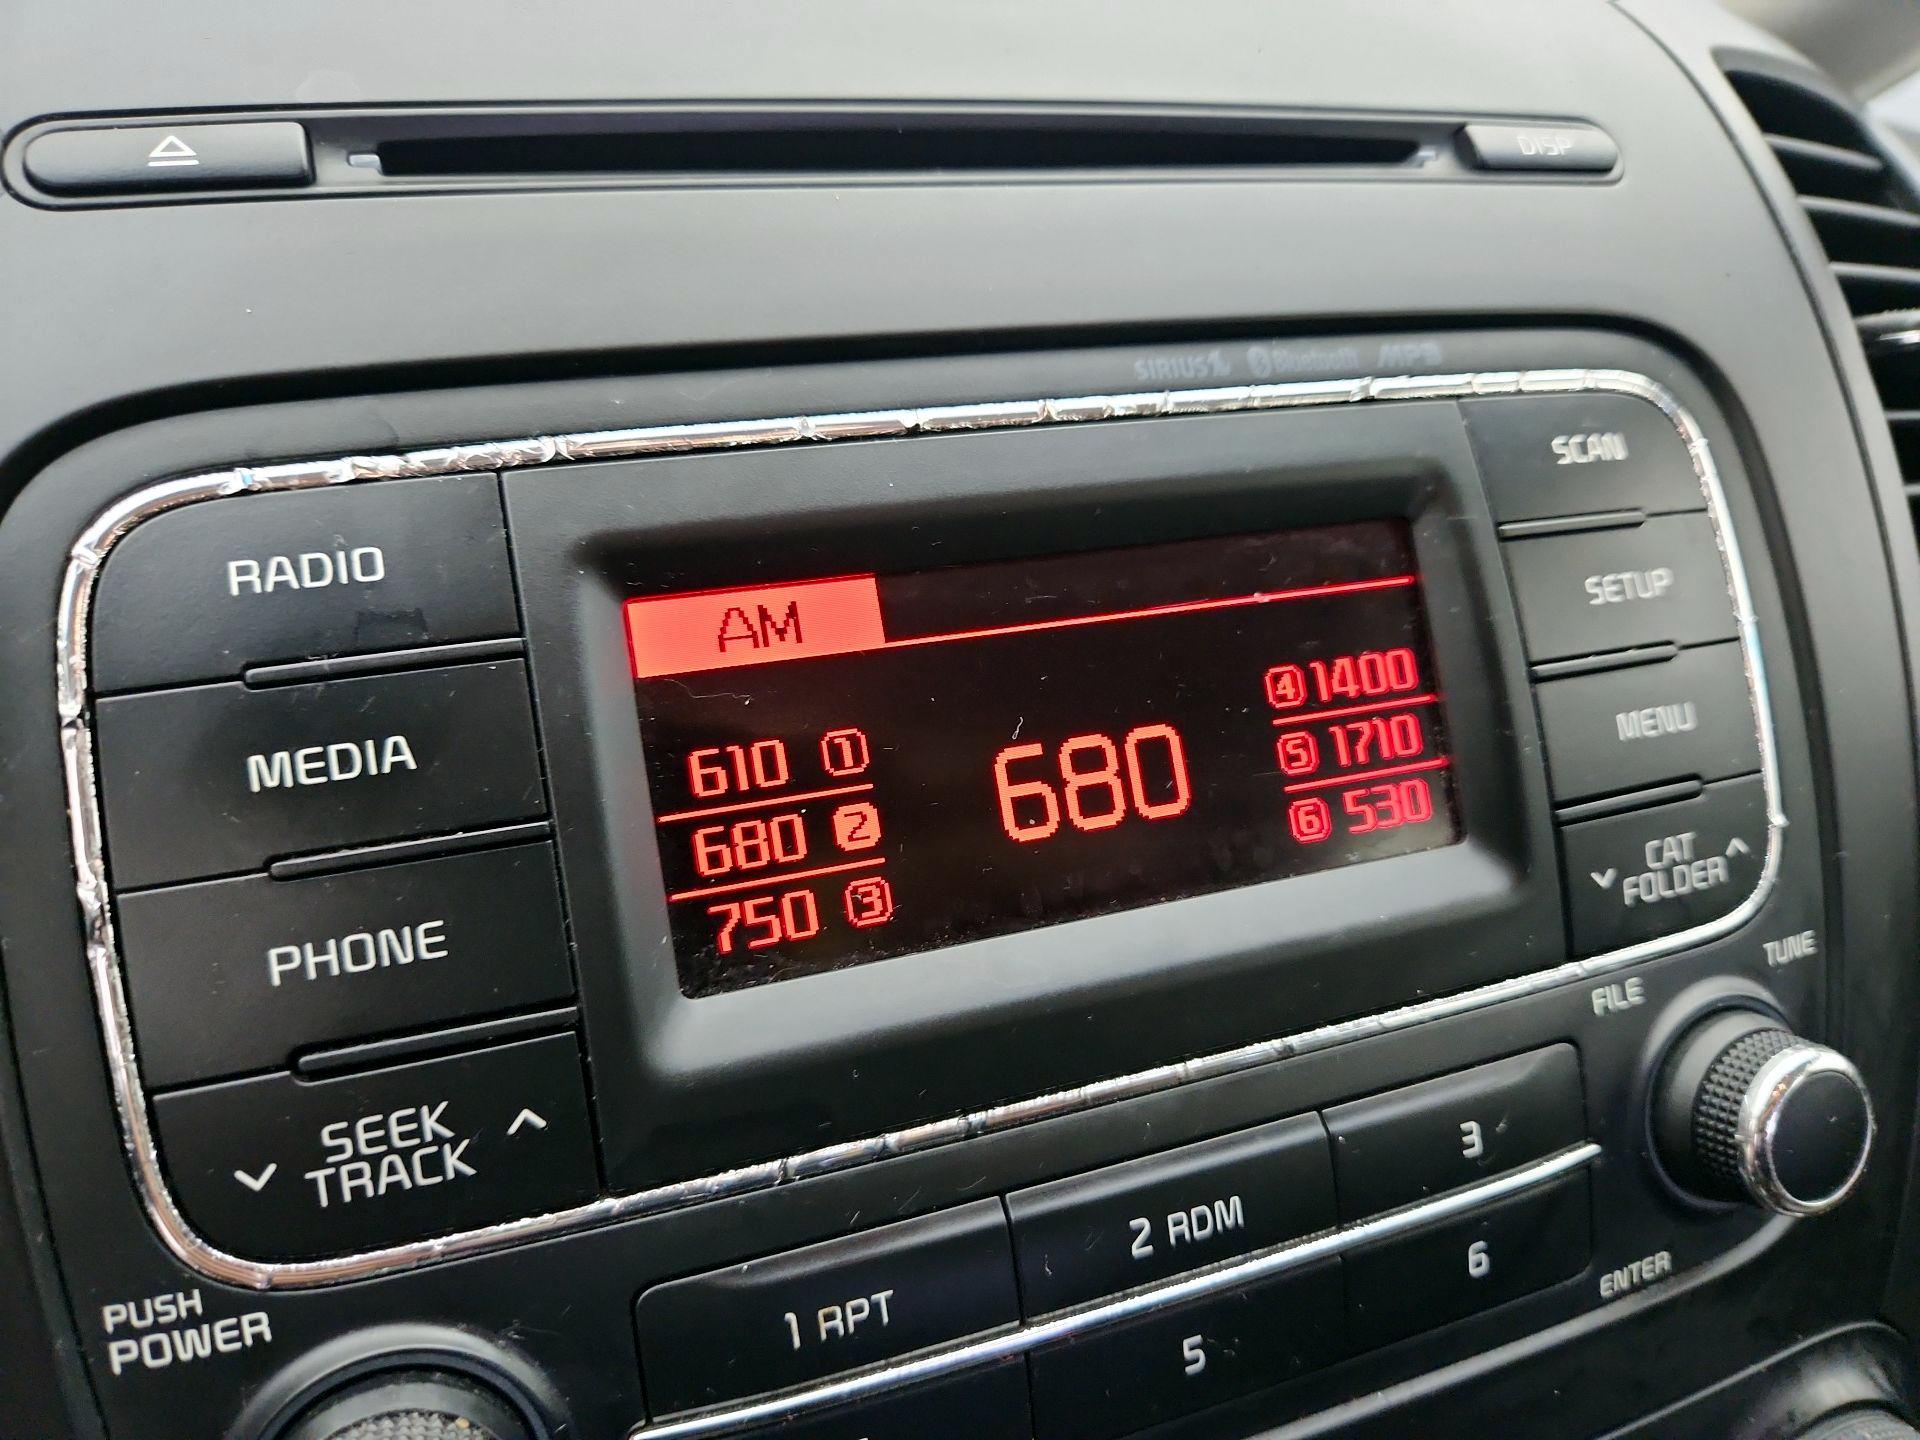 DISP
SIRIUS Bluetooth MP3
RADIO
MEDIA
PHONE
SEEK
TRACK
AM
610 1
680 2
750 3
680
4 1400
5 1710
6 530
SCAN
SETUP
MENU
CAT
FOLDER
TUNE
FILE
ENTER
PUSH
POWER
1 RPT
2 RDM
3
5
6